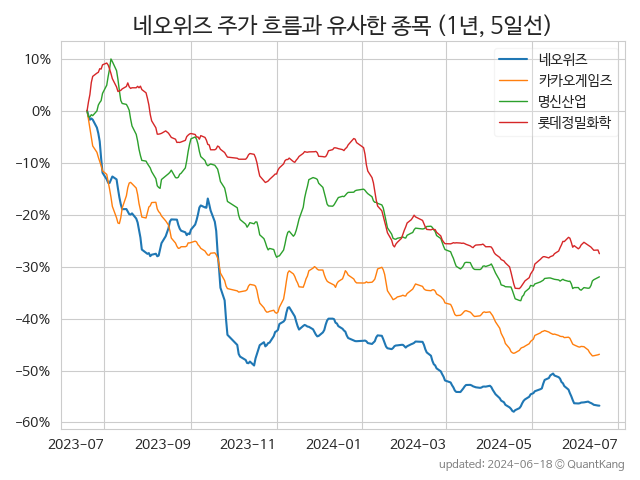 네오위즈 주가 흐름과 유사한 종목 (1년, 5일선)
네오위즈
카카오게임즈
명신산업
롯데정밀화학
10%
0%
−10%
−20%
−30%
−40%
−50%
−60%
2023-07 2023-09 2023-11 2024-01 2024-03 2024-05 2024-07
updated: 2024-06-18 © QuantKang